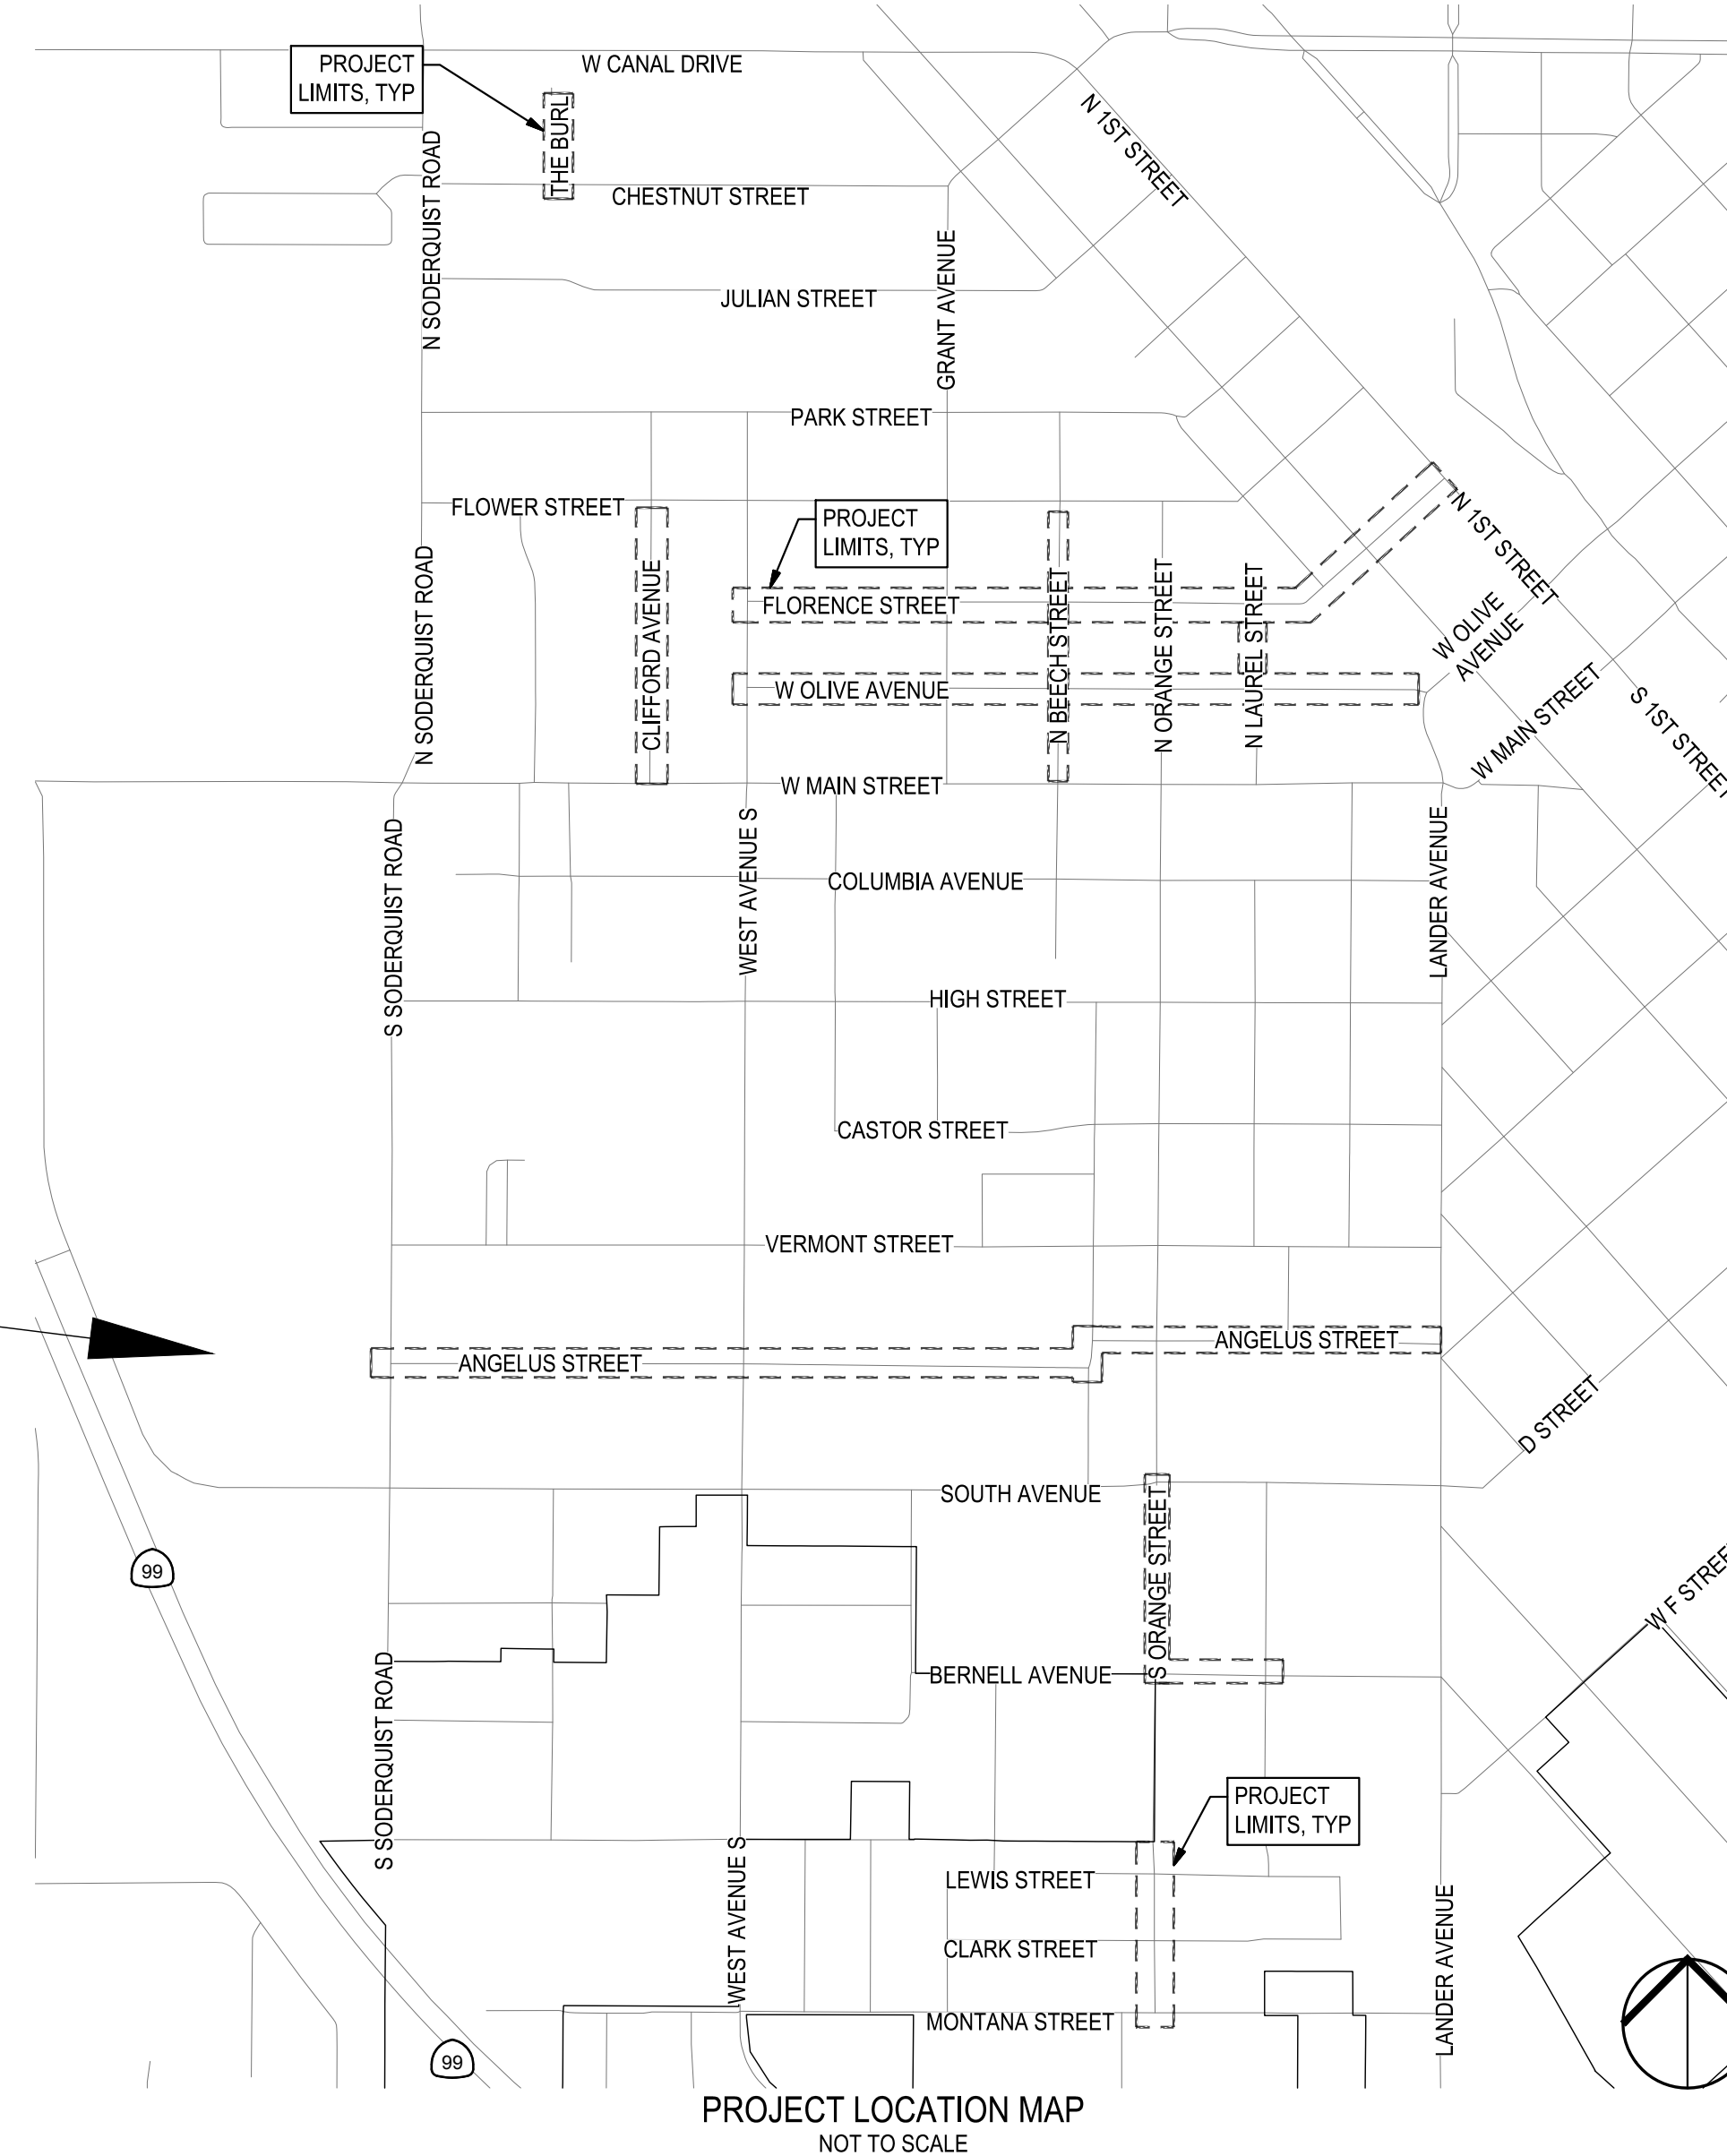 PROJECT
LIMITS, TYP
W CANAL DRIVE
THE BURL
N 1ST STREET
N SODERQUIST ROAD
CHESTNUT STREET
GRANT AVENUE
JULIAN STREET
PARK STREET
FLOWER STREET
PROJECT
LIMITS, TYP
N 1ST STREET
N SODERQUIST ROAD
CLIFFORD AVENUE
FLORENCE STREET
N BEECH STREET
N ORANGE STREET
N LAUREL STREET
W OLIVE
AVENUE
W OLIVE AVENUE
W MAIN STREET
S 1ST STREET
W MAIN STREET
S SODERQUIST ROAD
WEST AVENUE S
COLUMBIA AVENUE
LANDER AVENUE
HIGH STREET
CASTOR STREET
VERMONT STREET
ANGELUS STREET
ANGELUS STREET
D STREET
SOUTH AVENUE
S ORANGE STREET
99
W F STREET
S SODERQUIST ROAD
BERNELL AVENUE
PROJECT
LIMITS, TYP
WEST AVENUE S
LEWIS STREET
CLARK STREET
LANDER AVENUE
MONTANA STREET
99
PROJECT LOCATION MAP
NOT TO SCALE